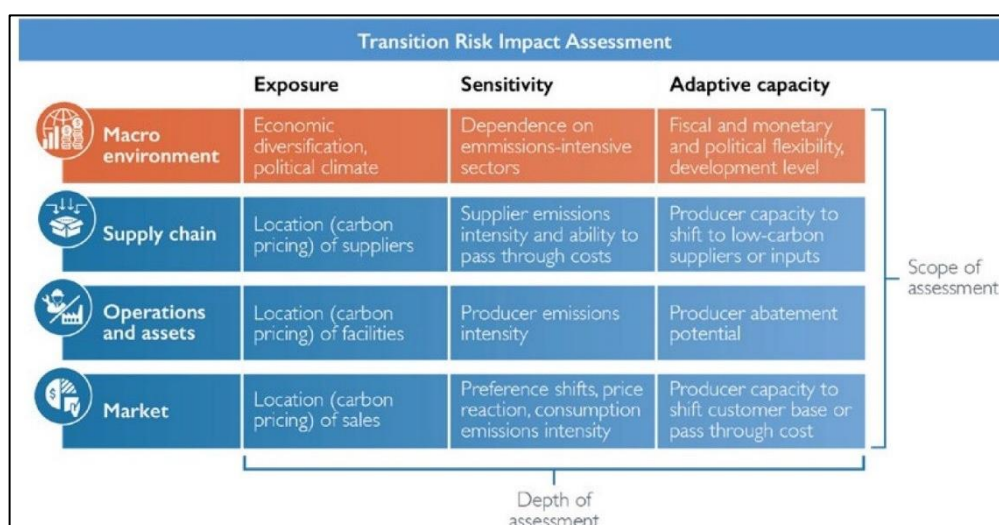 Transition Risk Impact Assessment
Exposure
Sensitivity
Adaptive capacity
Macro
environment
Economic
diversification,
political climate
Dependence on
emmissions-intensive
sectors
Fiscal and monetary
and political flexibility,
development level
Supply chain
Location (carbon
pricing) of suppliers
Supplier emissions
intensity and ability to
pass through costs
Producer capacity to
shift to low-carbon
suppliers or inputs
Operations
and assets
Location (carbon
pricing) of facilities
Producer emissions
intensity
Producer abatement
potential
Market
Location (carbon
pricing) of sales
Preference shifts, price
reaction, consumption
emissions intensity
Producer capacity to
shift customer base or
pass through cost
Scope of
assessment
Depth of
assessment